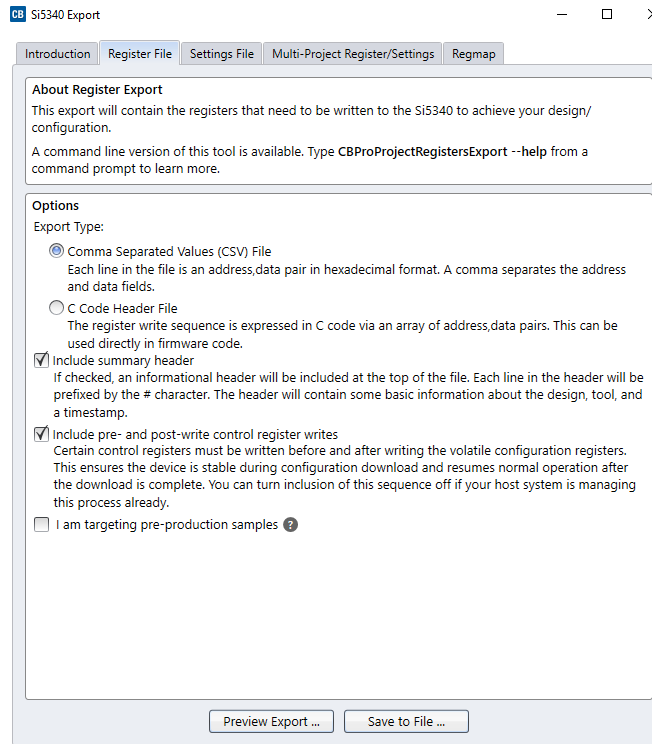 CB Si5340 Export
Introduction Register File Settings File Multi-Project Register/Settings Regmap
About Register Export
This export will contain the registers that need to be written to the Si5340 to achieve your design/
configuration.
A command line version of this tool is available. Type CBProProjectRegistersExport --help from a
command prompt to learn more.
Options
Export Type:
Comma Separated Values (CSV) File
Each line in the file is an address,data pair in hexadecimal format. A comma separates the address
and data fields.
C Code Header File
The register write sequence is expressed in C code via an array of address,data pairs. This can be
used directly in firmware code.
Include summary header
If checked, an informational header will be included at the top of the file. Each line in the header will be
prefixed by the # character. The header will contain some basic information about the design, tool, and
a timestamp.
Include pre- and post-write control register writes
Certain control registers must be written before and after writing the volatile configuration registers.
This ensures the device is stable during configuration download and resumes normal operation after
the download is complete. You can turn inclusion of this sequence off if your host system is managing
this process already.
I am targeting pre-production samples ?
Preview Export ... Save to File ...